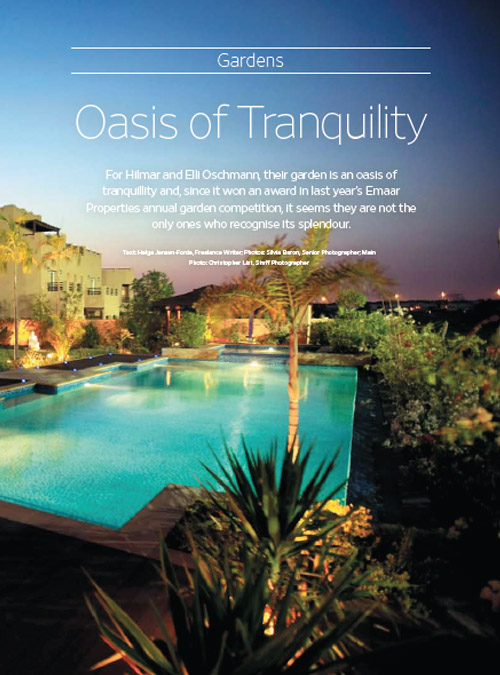 Gardens
Oasis of Tranquility
For Hilmar and Elli Oschmann, their garden is an oasis of
tranquillity and, since it won an award in last year's Emaar
Properties annual garden competition, it seems they are not the
only ones who recognise its splendour.
Text: Helga Jensen-Forde, Freelance Writer; Photos: Silvia Baron, Senior Photographer; Main
Photo: Christopher List, Staff Photographer